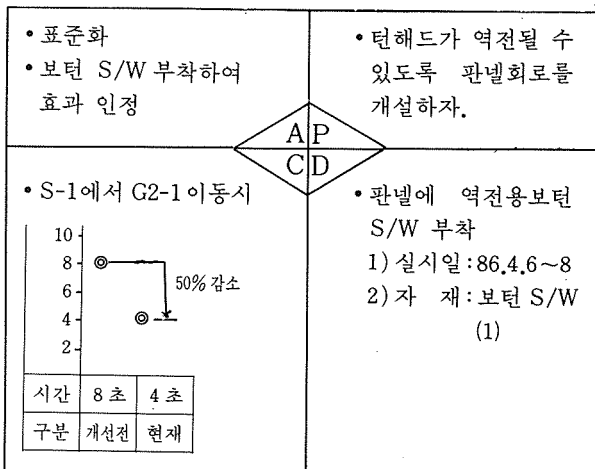 • 표준화
• 보턴 S/W 부착하여
효과 인정
• 턴해드가 역전될 수
있도록 판넬회로를
개설하자.
A P
C D
• S-1에서 G2-1 이동시
10
8
6
4
2
50% 감소
시간 8초 4초
구분 개선전 현재
• 판넬에 역전용보턴
S/W 부착
1) 실시일 : 86.4.6~8
2) 자 재 : 보턴 S/W
(1)